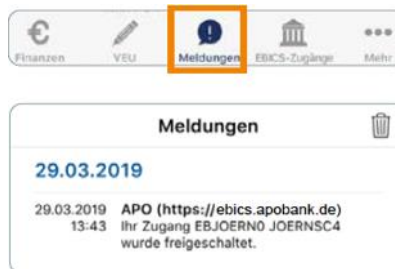 Finanzen VEU Meldungen EBICS-Zugänge Mehr
Meldungen
29.03.2019
29.03.2019 APO (https://ebics.apobank.de)
13:43 Ihr Zugang EBJOERN0 JOERNSC4
wurde freigeschaltet.